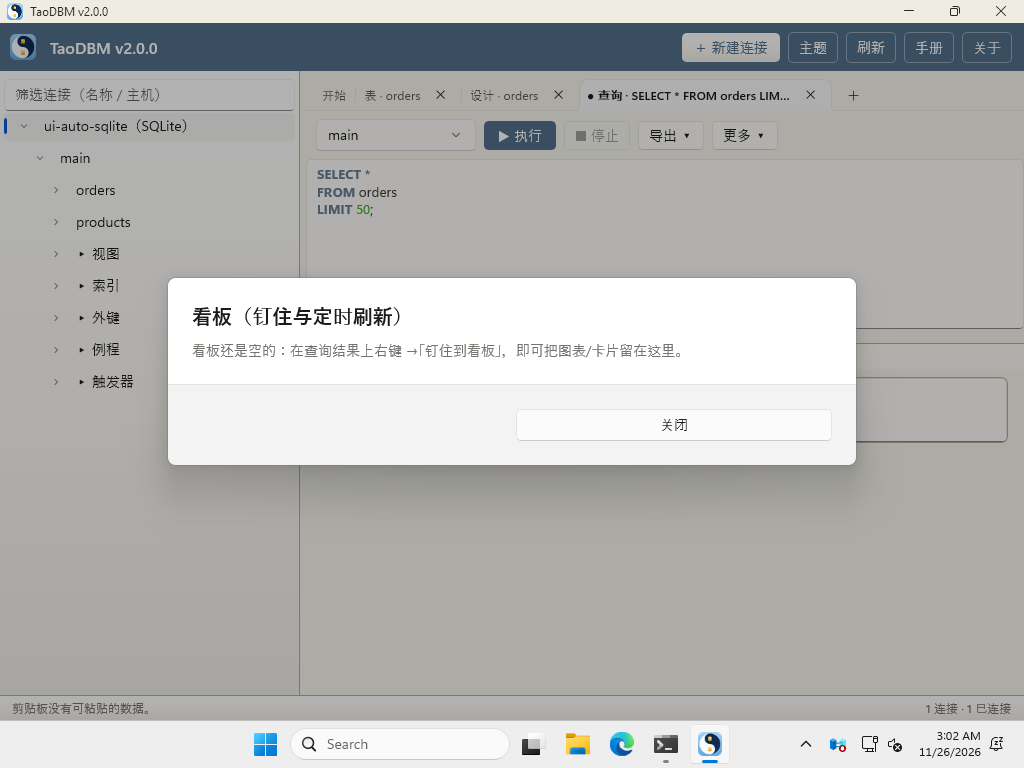 TaoDBM v2.0.0
TaoDBM v2.0.0
+ 新建连接
主题
刷新
手册
关于
筛选连接（名称 / 主机）
开始
表 · orders
设计 · orders
• 查询 · SELECT * FROM orders LIM...
ui-auto-sqlite（SQLite）
main
orders
products
视图
索引
外键
例程
触发器
main
执行
停止
导出
更多
SELECT *
FROM orders
LIMIT 50;
看板（钉住与定时刷新）
看板还是空的：在查询结果上右键 →「钉住到看板」，即可把图表/卡片留在这里。
关闭
剪贴板没有可粘贴的数据。
1 连接 · 1 已连接
Search
3:02 AM
11/26/2026